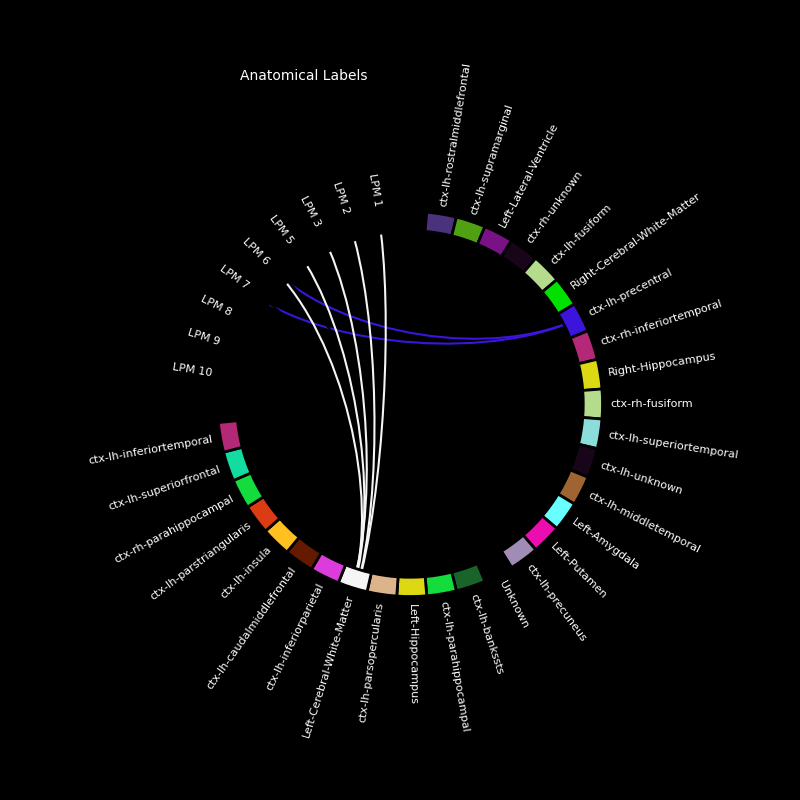 Anatomical Labels
LPM 1
LPM 2
LPM 3
LPM 5
LPM 6
LPM 7
LPM 8
LPM 9
LPM 10
ctx-lh-inferiortemporal
ctx-lh-superiorfrontal
ctx-rh-parahippocampal
ctx-lh-parstriangularis
ctx-lh-insula
ctx-lh-caudalmiddlefrontal
ctx-lh-inferiorparietal
Left-Cerebral-White-Matter
ctx-lh-parsopercularis
Left-Hippocampus
ctx-lh-parahippocampal
ctx-lh-bankssts
Unknown
ctx-lh-precuneus
Left-Putamen
Left-Amygdala
ctx-lh-middletemporal
ctx-lh-unknown
ctx-lh-superiortemporal
ctx-rh-fusiform
Right-Hippocampus
ctx-rh-inferiortemporal
ctx-lh-precentral
Right-Cerebral-White-Matter
ctx-lh-fusiform
ctx-rh-unknown
Left-Lateral-Ventricle
ctx-lh-supramarginal
ctx-lh-rostralmiddlefrontal